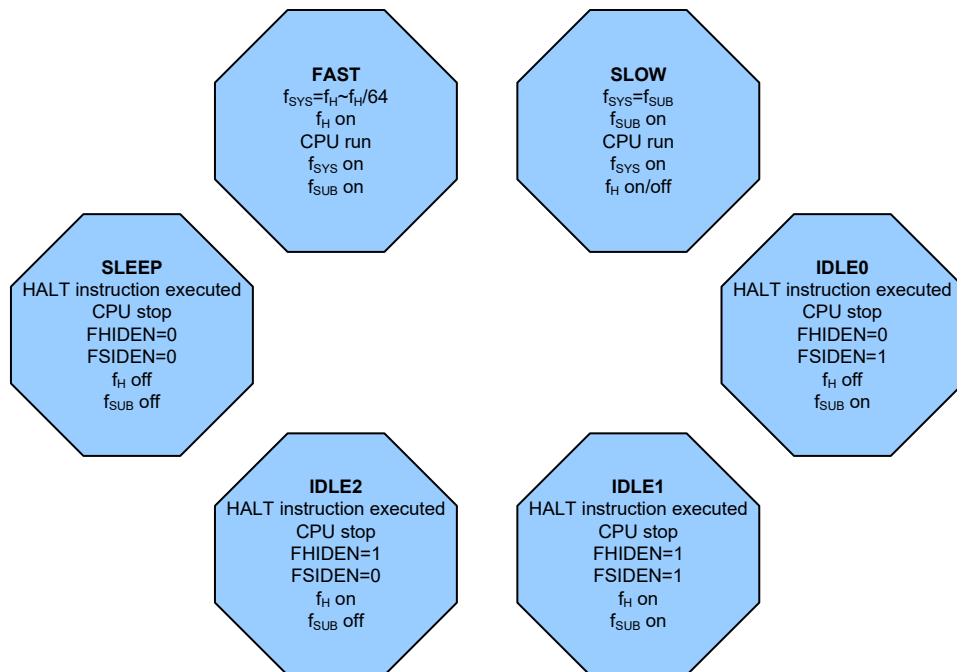 FAST
fSYS=fH~fH/64
fH on
CPU run
fSYS on
fSUB on
SLOW
fSYS=fSUB
fSUB on
CPU run
fSYS on
fH on/off
SLEEP
HALT instruction executed
CPU stop
FHIDEN=0
FSIDEN=0
fH off
fSUB off
IDLE0
HALT instruction executed
CPU stop
FHIDEN=0
FSIDEN=1
fH off
fSUB on
IDLE2
HALT instruction executed
CPU stop
FHIDEN=1
FSIDEN=0
fH on
fSUB off
IDLE1
HALT instruction executed
CPU stop
FHIDEN=1
FSIDEN=1
fH on
fSUB on